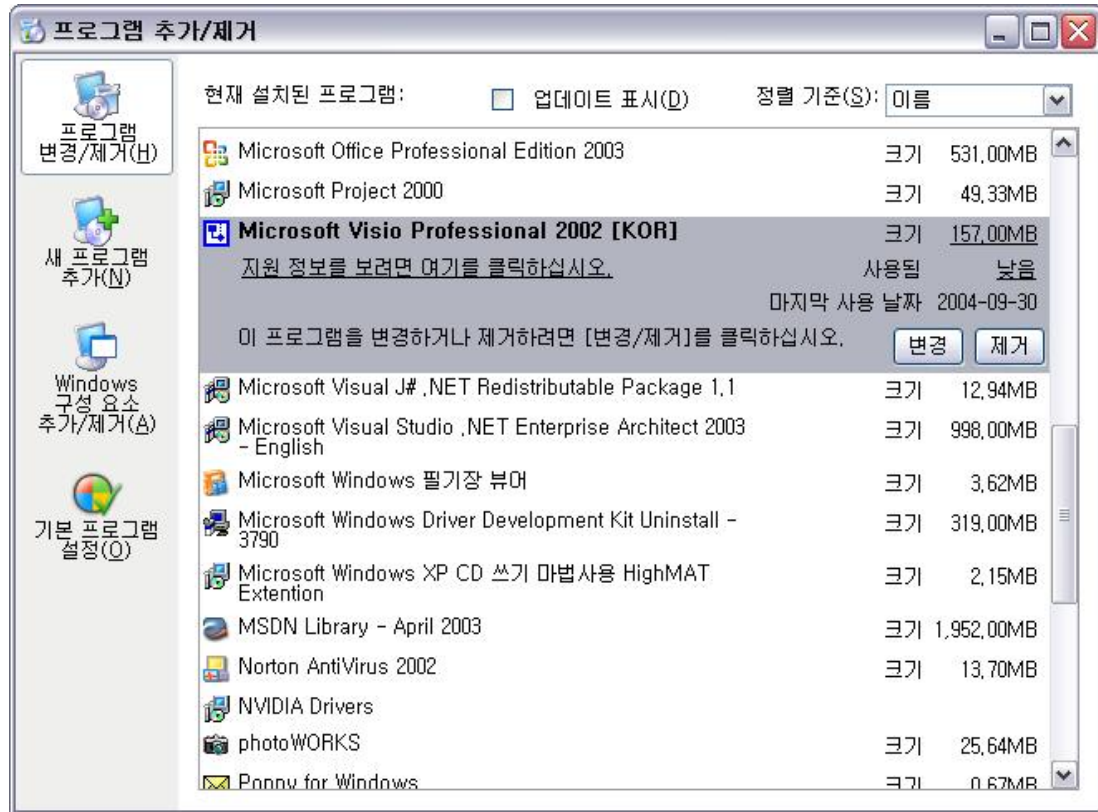 프로그램 추가/제거
프로그램
변경/제거(H)
새 프로그램
추가(N)
Windows
구성 요소
추가/제거(A)
기본 프로그램
설정(O)
현재 설치된 프로그램: 업데이트 표시(D) 정렬 기준(S): 이름
Microsoft Office Professional Edition 2003 크기 531,00MB
Microsoft Project 2000 크기 49,33MB
Microsoft Visio Professional 2002 [KOR] 크기 157,00MB
지원 정보를 보려면 여기를 클릭하십시오. 사용됨 낮음
마지막 사용 날짜 2004-09-30
이 프로그램을 변경하거나 제거하려면 [변경/제거]를 클릭하십시오. 변경 제거
Microsoft Visual J# ,NET Redistributable Package 1,1 크기 12,94MB
Microsoft Visual Studio ,NET Enterprise Architect 2003
- English 크기 998,00MB
Microsoft Windows 필기장 뷰어 크기 3,62MB
Microsoft Windows Driver Development Kit Uninstall -
3790 크기 319,00MB
Microsoft Windows XP CD 쓰기 마법사용 HighMAT
Extention 크기 2,15MB
MSDN Library - April 2003 크기 1,952,00MB
Norton AntiVirus 2002 크기 13,70MB
NVIDIA Drivers
photoWORKS 크기 25,64MB
Poppy for Windows 크기 0,67MB